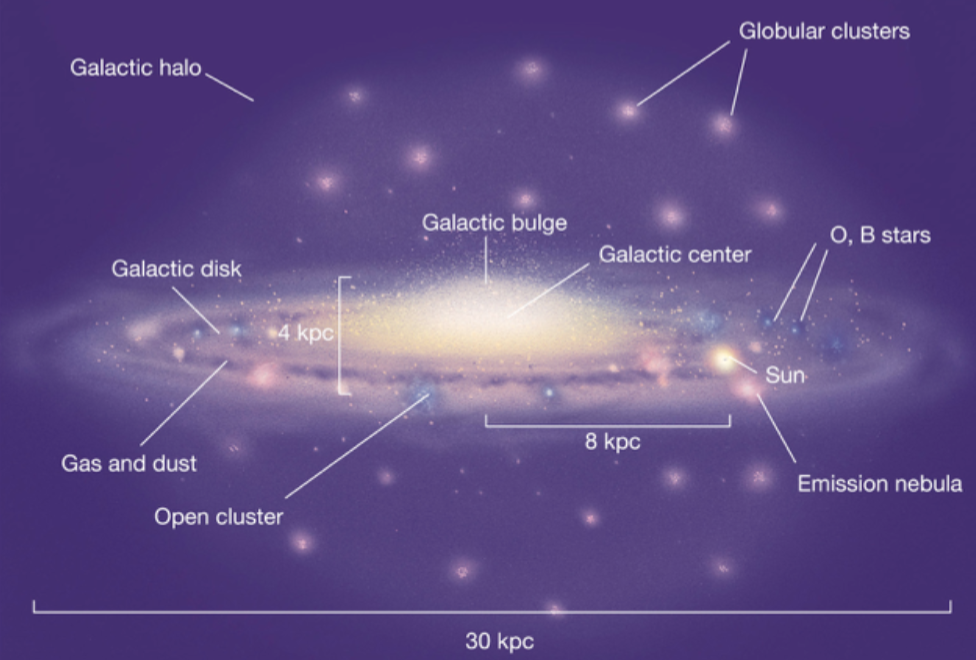 Globular clusters
Galactic halo
Galactic bulge
O, B stars
Galactic center
Galactic disk
4 kpc
Sun
8 kpc
Gas and dust
Emission nebula
Open cluster
30 kpc